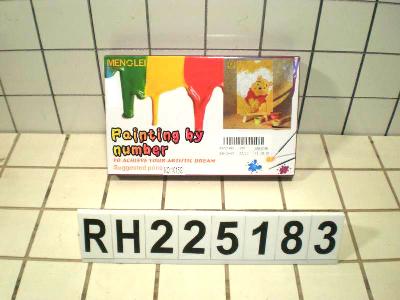 MENGLEI
Painting by
number
TO ACHIEVE YOUR ARTISTIC DREAM
Suggested price
RH225183